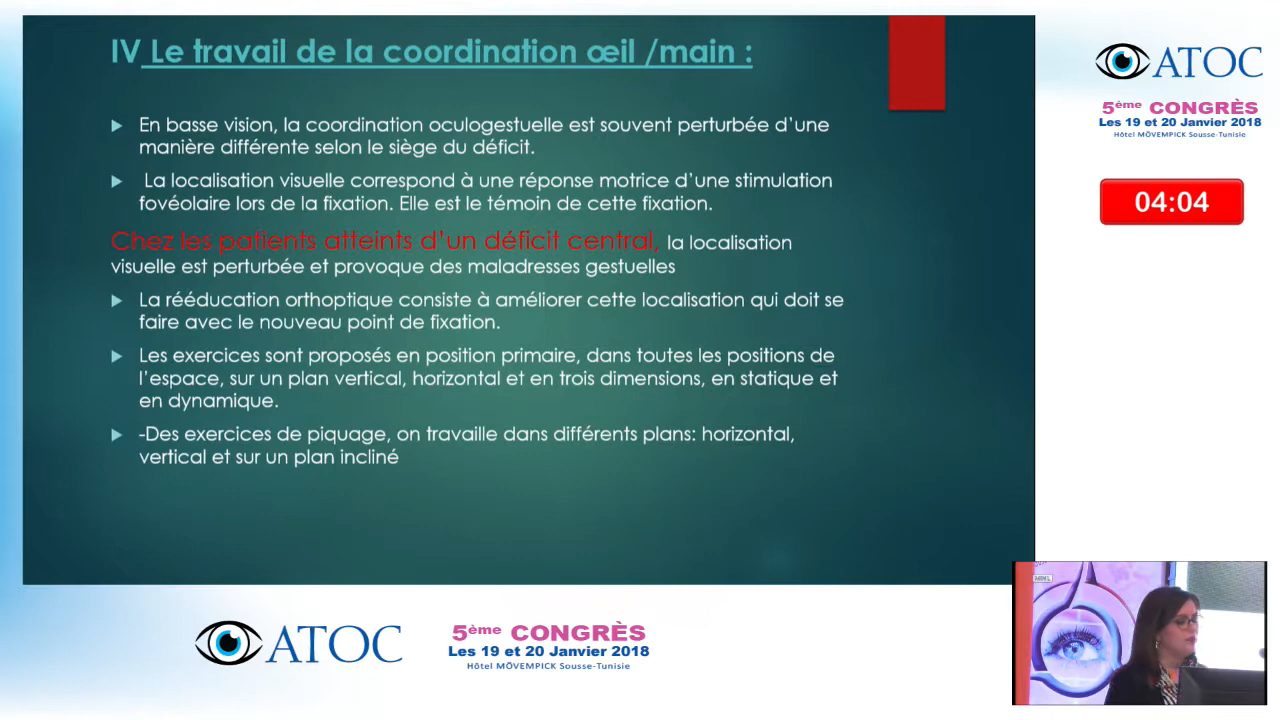 IV Le travail de la coordination œil /main :
En basse vision, la coordination oculogestuelle est souvent perturbée d'une
manière différente selon le siège du déficit.
La localisation visuelle correspond à une réponse motrice d'une stimulation
fovéolaire lors de la fixation. Elle est le témoin de cette fixation.
Chez les patients atteints d'un déficit central, la localisation
visuelle est perturbée et provoque des maladresses gestuelles
La rééducation orthoptique consiste à améliorer cette localisation qui doit se
faire avec le nouveau point de fixation.
Les exercices sont proposés en position primaire, dans toutes les positions de
l'espace, sur un plan vertical, horizontal et en trois dimensions, en statique et
en dynamique.
-Des exercices de piquage, on travaille dans différents plans: horizontal,
vertical et sur un plan incliné
ATOC
5ème CONGRÈS
Les 19 et 20 Janvier 2018
Hôtel MÖVEMPICK Sousse-Tunisie
04:04
ATOC
5ème CONGRÈS
Les 19 et 20 Janvier 2018
Hôtel MÖVEMPICK Sousse-Tunisie